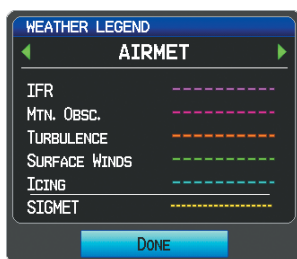 WEATHER LEGEND
AIRMET
IFR
MTN. OBSC.
TURBULENCE
SURFACE WINDS
ICING
SIGMET
DONE